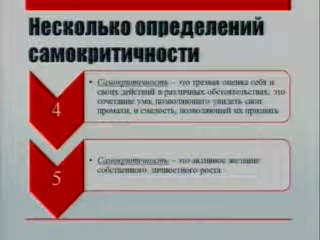 Несколько определений
самокритичности
4
• Самокритичность – это трезвая оценка себя и
своих действий в различных обстоятельствах, это
сочетание ума, позволяющего увидеть свои
промахи, и смелость, позволяющей их признать
5
• Самокритичность – это активное желание
собственного личностного роста